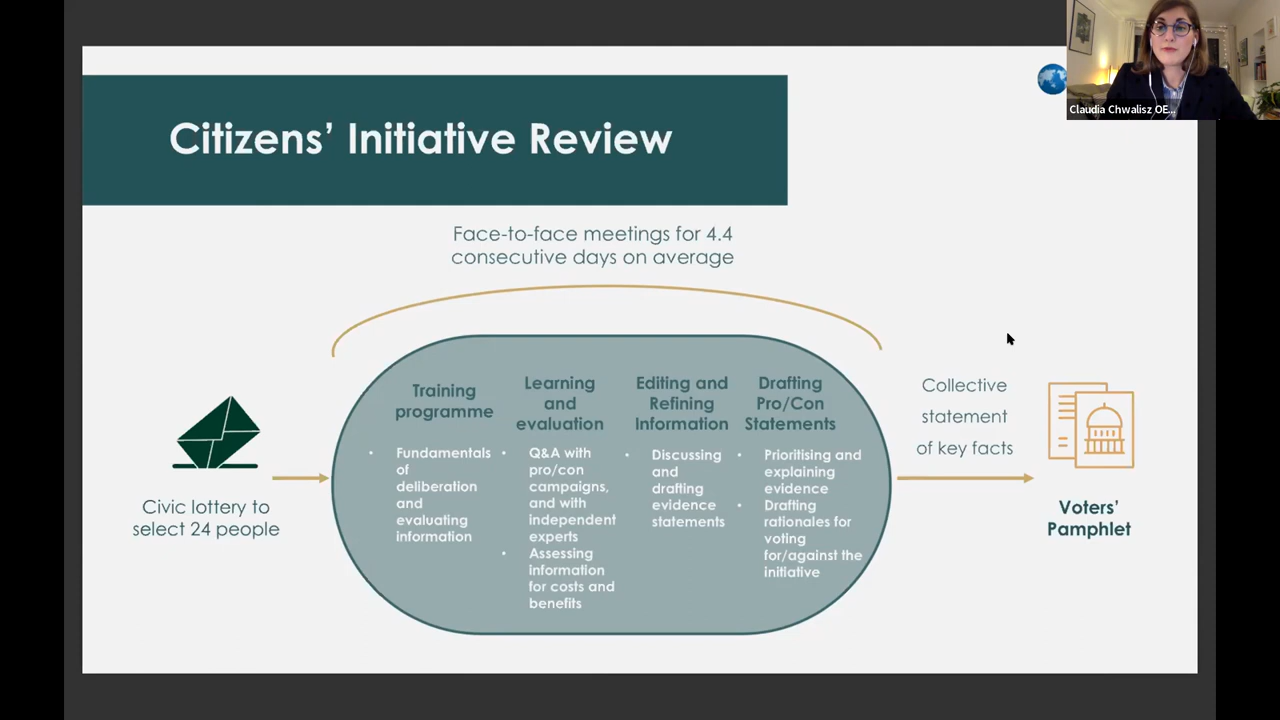 Claudia Chwalisz OE...
Citizens' Initiative Review
Face-to-face meetings for 4.4
consecutive days on average
Civic lottery to
select 24 people
Training
programme
• Fundamentals
of
deliberation
and
evaluating
information
Learning
and
evaluation
• Q&A with
pro/con
campaigns,
and with
independent
experts
• Assessing
information
for costs and
benefits
Editing and
Refining
Information
• Discussing
and
drafting
evidence
statements
Drafting
Pro/Con
Statements
• Prioritising and
explaining
evidence
• Drafting
rationales for
voting
for/against the
initiative
Collective
statement
of key facts
Voters'
Pamphlet